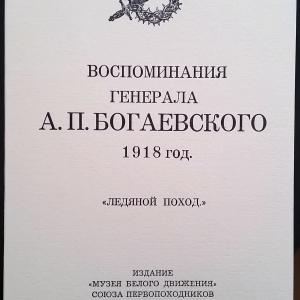 ВОСПОМИНАНИЯ
ГЕНЕРАЛА
А. П. БОГАЕВСКОГО
1918 год.
«ЛЕДЯНОЙ ПОХОД.»
ИЗДАНИЕ
«МУЗЕЯ БЕЛОГО ДВИЖЕНИЯ»
СОЮЗА ПЕРВОПОХОДНИКОВ